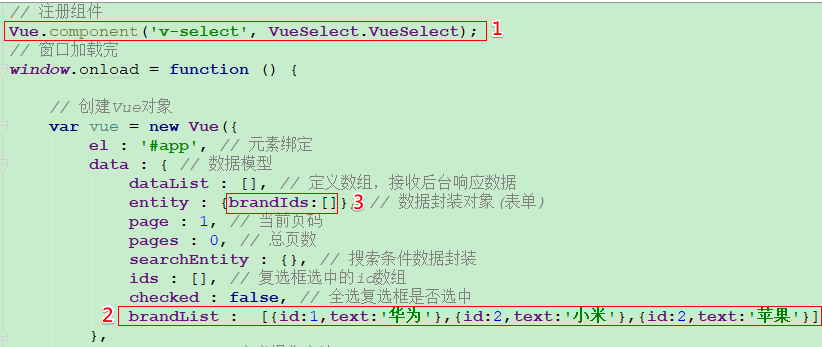 // 注册组件
Vue.component('v-select', VueSelect.VueSelect); 1
// 窗口加载完
window.onload = function () {
// 创建Vue对象
var vue = new Vue({
el : '#app', // 元素绑定
data : { // 数据模型
dataList : [], // 定义数组，接收后台响应数据
entity : {brandIds:[]}, 3 // 数据封装对象(表单)
page : 1, // 当前页码
pages : 0, // 总页数
searchEntity : {}, // 搜索条件数据封装
ids : [], // 复选框选中的id数组
checked : false, // 全选复选框是否选中
2 brandList : [{id:1,text:'华为'},{id:2,text:'小米'},{id:2,text:'苹果'}]
},